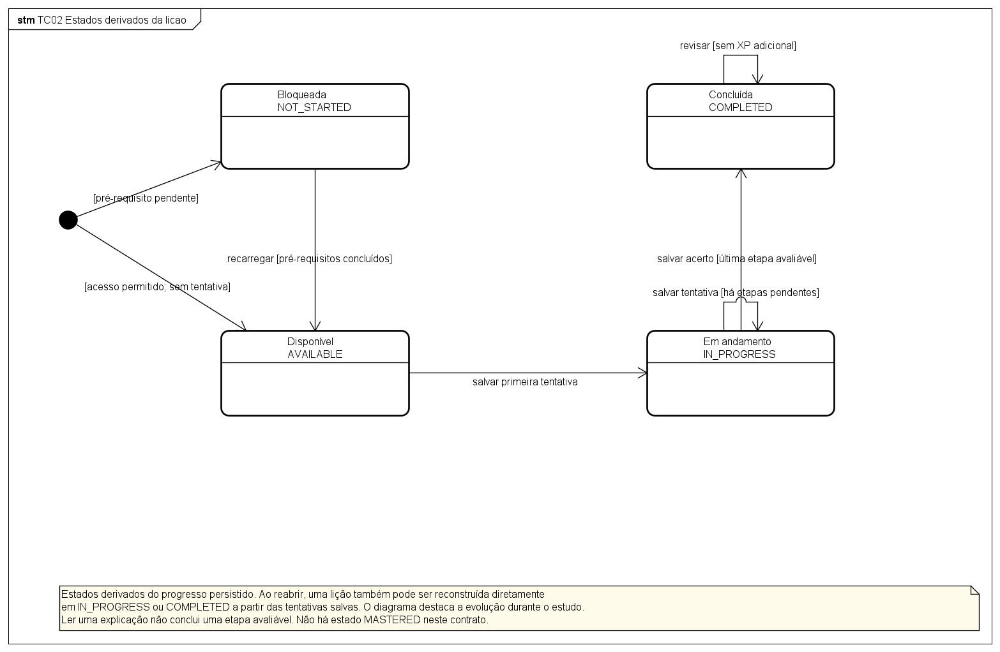 stm TC02 Estados derivados da licao
revisar [sem XP adicional]
Bloqueada
NOT_STARTED
Concluída
COMPLETED
[pré-requisito pendente]
recarregar [pré-requisitos concluídos]
salvar acerto [última etapa avaliável]
[acesso permitido; sem tentativa]
salvar tentativa [há etapas pendentes]
Disponível
AVAILABLE
Em andamento
IN_PROGRESS
salvar primeira tentativa
Estados derivados do progresso persistido. Ao reabrir, uma lição também pode ser reconstruída diretamente
em IN_PROGRESS ou COMPLETED a partir das tentativas salvas. O diagrama destaca a evolução durante o estudo.
Ler uma explicação não conclui uma etapa avaliável. Não há estado MASTERED neste contrato.